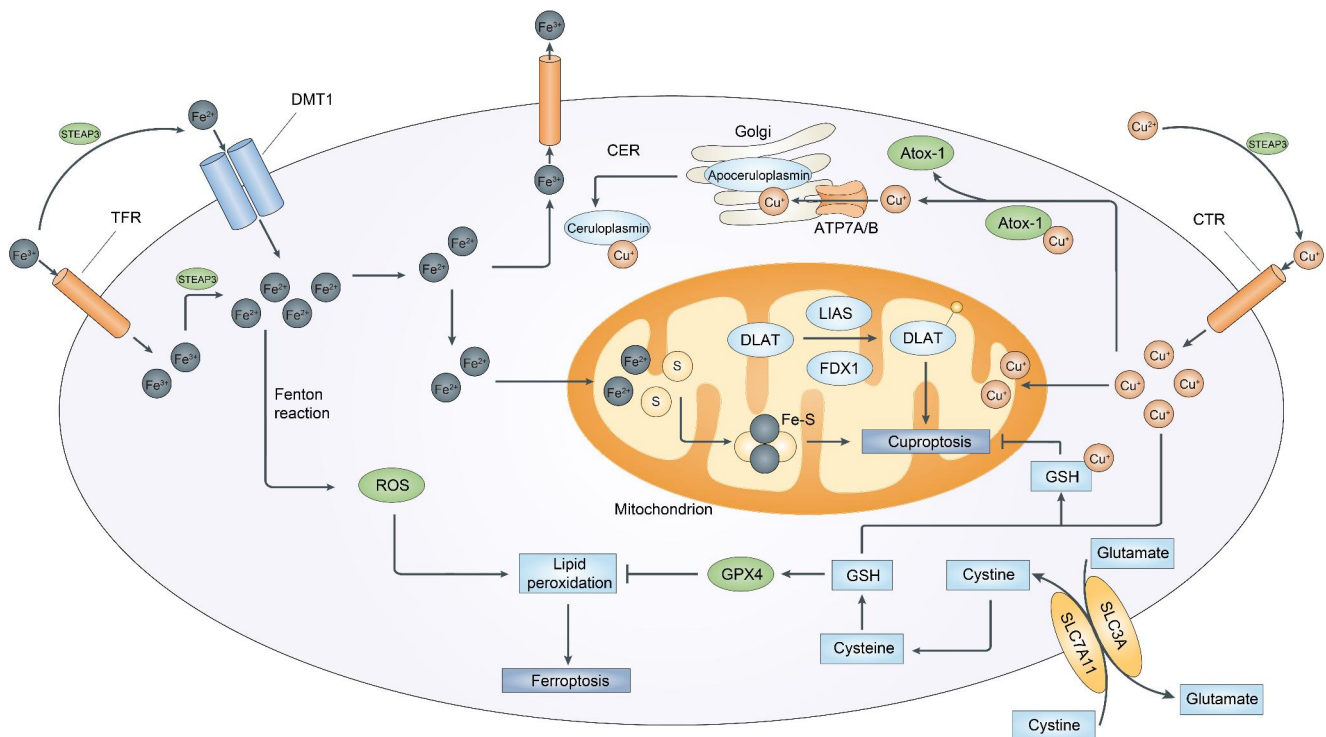 Fe³⁺
DMT1
STEAP3
Fe²⁺
TFR
Fe³⁺
STEAP3
Fe³⁺
Fe³⁺
Fe²⁺
Fe²⁺
Fe²⁺
Fe²⁺
Fe²⁺
Fe²⁺
Fe²⁺
Fe³⁺
CER
Ceruloplasmin
Cu⁺
Golgi
Apoceruloplasmin
Cu⁺
ATP7A/B
Cu⁺
Atox-1
Atox-1
Cu⁺
Cu²⁺
STEAP3
CTR
Cu⁺
Cu⁺
Cu⁺
Cu⁺
Cu⁺
Fe²⁺
Fe²⁺
Fenton
reaction
Fe²⁺
Fe²⁺
S
S
DLAT
LIAS
FDX1
DLAT
Cu⁺
Cu⁺
Fe-S
Cuproptosis
Mitochondrion
GSH
Cu⁺
ROS
Lipid
peroxidation
GPX4
GSH
Cysteine
Cystine
Glutamate
SLC7A11
SLC3A
Glutamate
Cystine
Ferroptosis